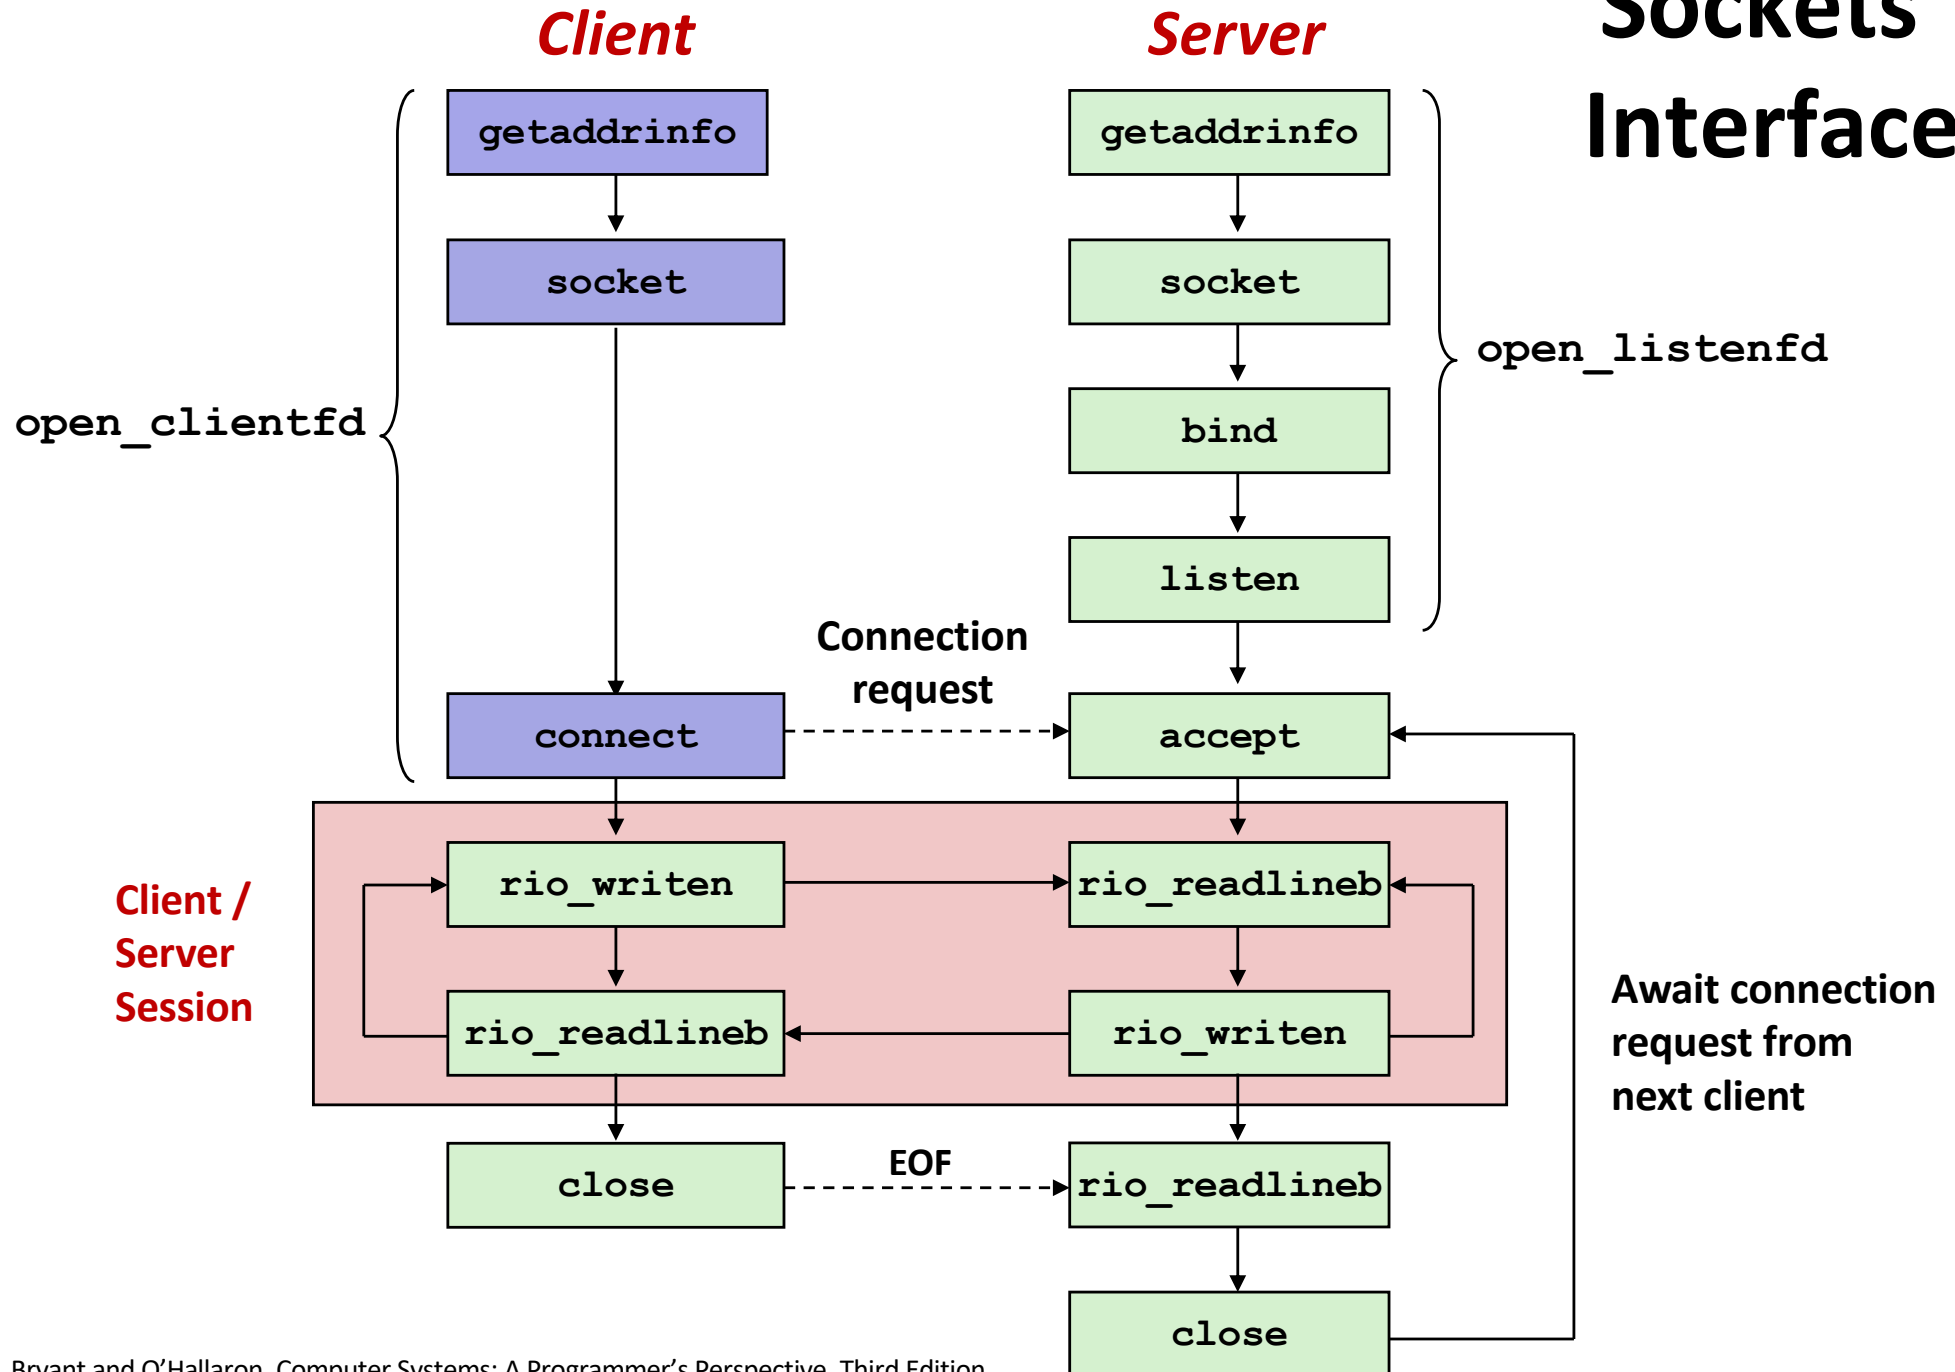 Client
Server
Sockets
Interface
getaddrinfo
getaddrinfo
socket
socket
open_listenfd
open_clientfd
bind
listen
Connection
request
connect
accept
Client /
Server
Session
rio_writen
rio_readlineb
rio_readlineb
rio_writen
Await connection
request from
next client
close
EOF
rio_readlineb
close
Bryant and O'Hallaron, Computer Systems: A Programmer's Perspective, Third Edition